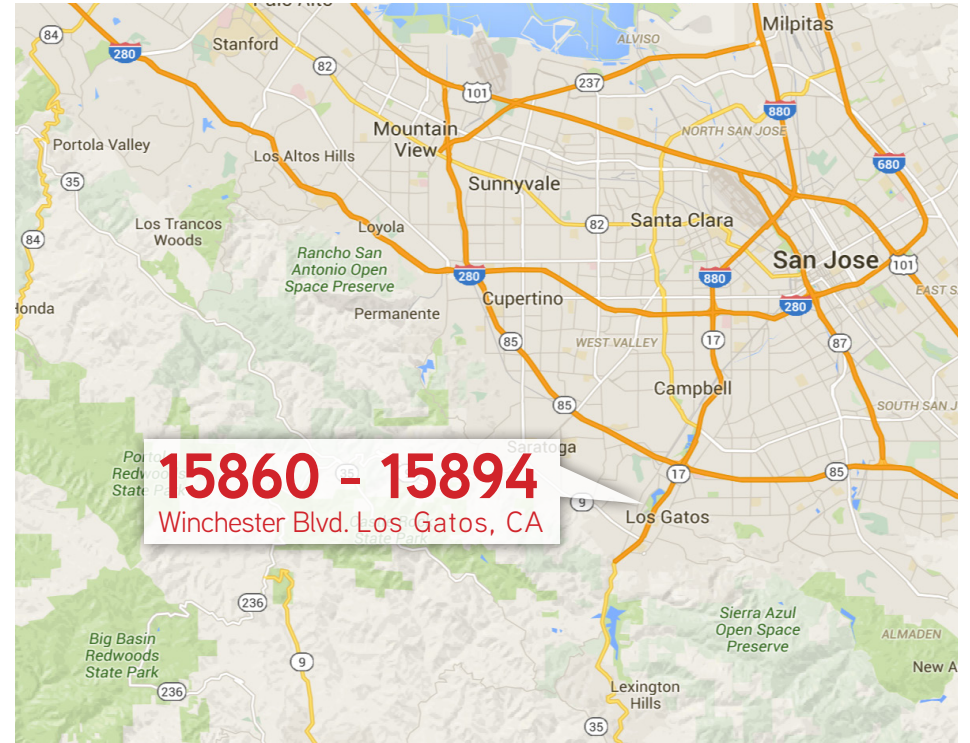 Palo Alto
Milpitas
84
280
Stanford
ALVISO
82
237
101
880
Mountain
View
NORTH SAN JOSE
Portola Valley
Los Altos Hills
680
35
Sunnyvale
Los Trancos
Woods
Loyola
82
Santa Clara
84
Rancho San
Antonio Open
Space Preserve
San Jose
101
280
880
Cupertino
280
EAST S
Honda
Permanente
85
WEST VALLEY
17
87
Campbell
85
SOUTH SAN J
Saratoga
17
85
35
15860 - 15894
Winchester Blvd. Los Gatos, CA
State Park
9
Los Gatos
236
Big Basin
Redwoods
State Park
Sierra Azul
Open Space
Preserve
ALMADEN
9
New A
236
Lexington
Hills
35